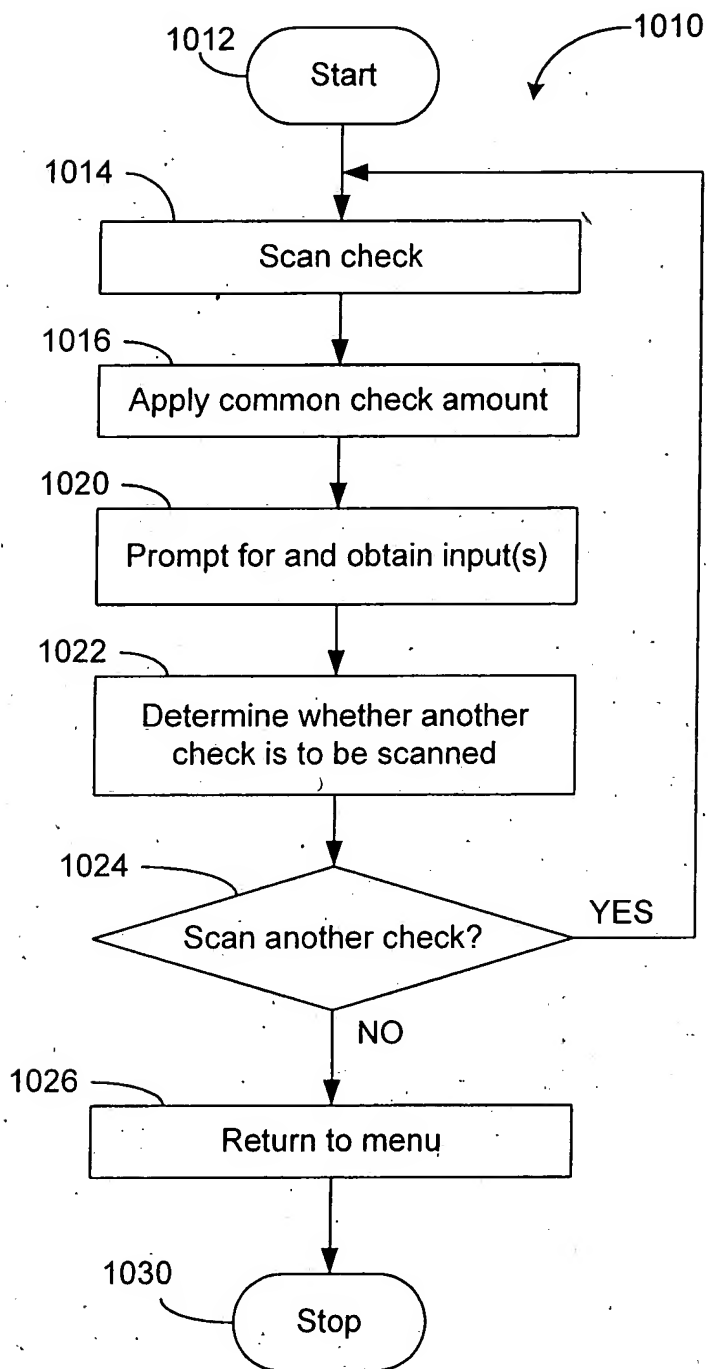 1012
Start
1010
1014
Scan check
1016
Apply common check amount
1020
Prompt for and obtain input(s)
1022
Determine whether another
check is to be scanned
1024
Scan another check?
YES
NO
1026
Return to menu
1030
Stop